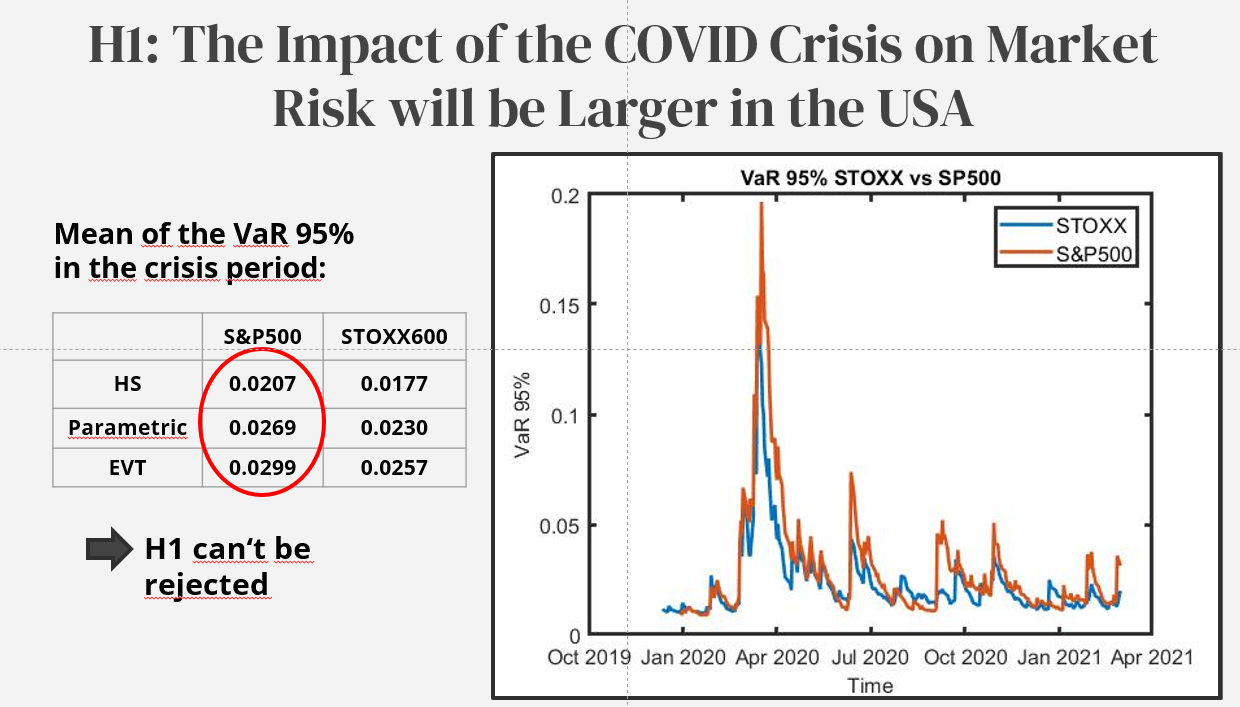 H1: The Impact of the COVID Crisis on Market
Risk will be Larger in the USA
Mean of the VaR 95%
in the crisis period:
S&P500 STOXX600
HS 0.0207 0.0177
Parametric 0.0269 0.0230
EVT 0.0299 0.0257
H1 can‘t be
rejected
VaR 95% STOXX vs SP500
STOXX
S&P500
VaR 95%
0.2
0.15
0.1
0.05
0
Oct 2019 Jan 2020 Apr 2020 Jul 2020 Oct 2020 Jan 2021 Apr 2021
Time